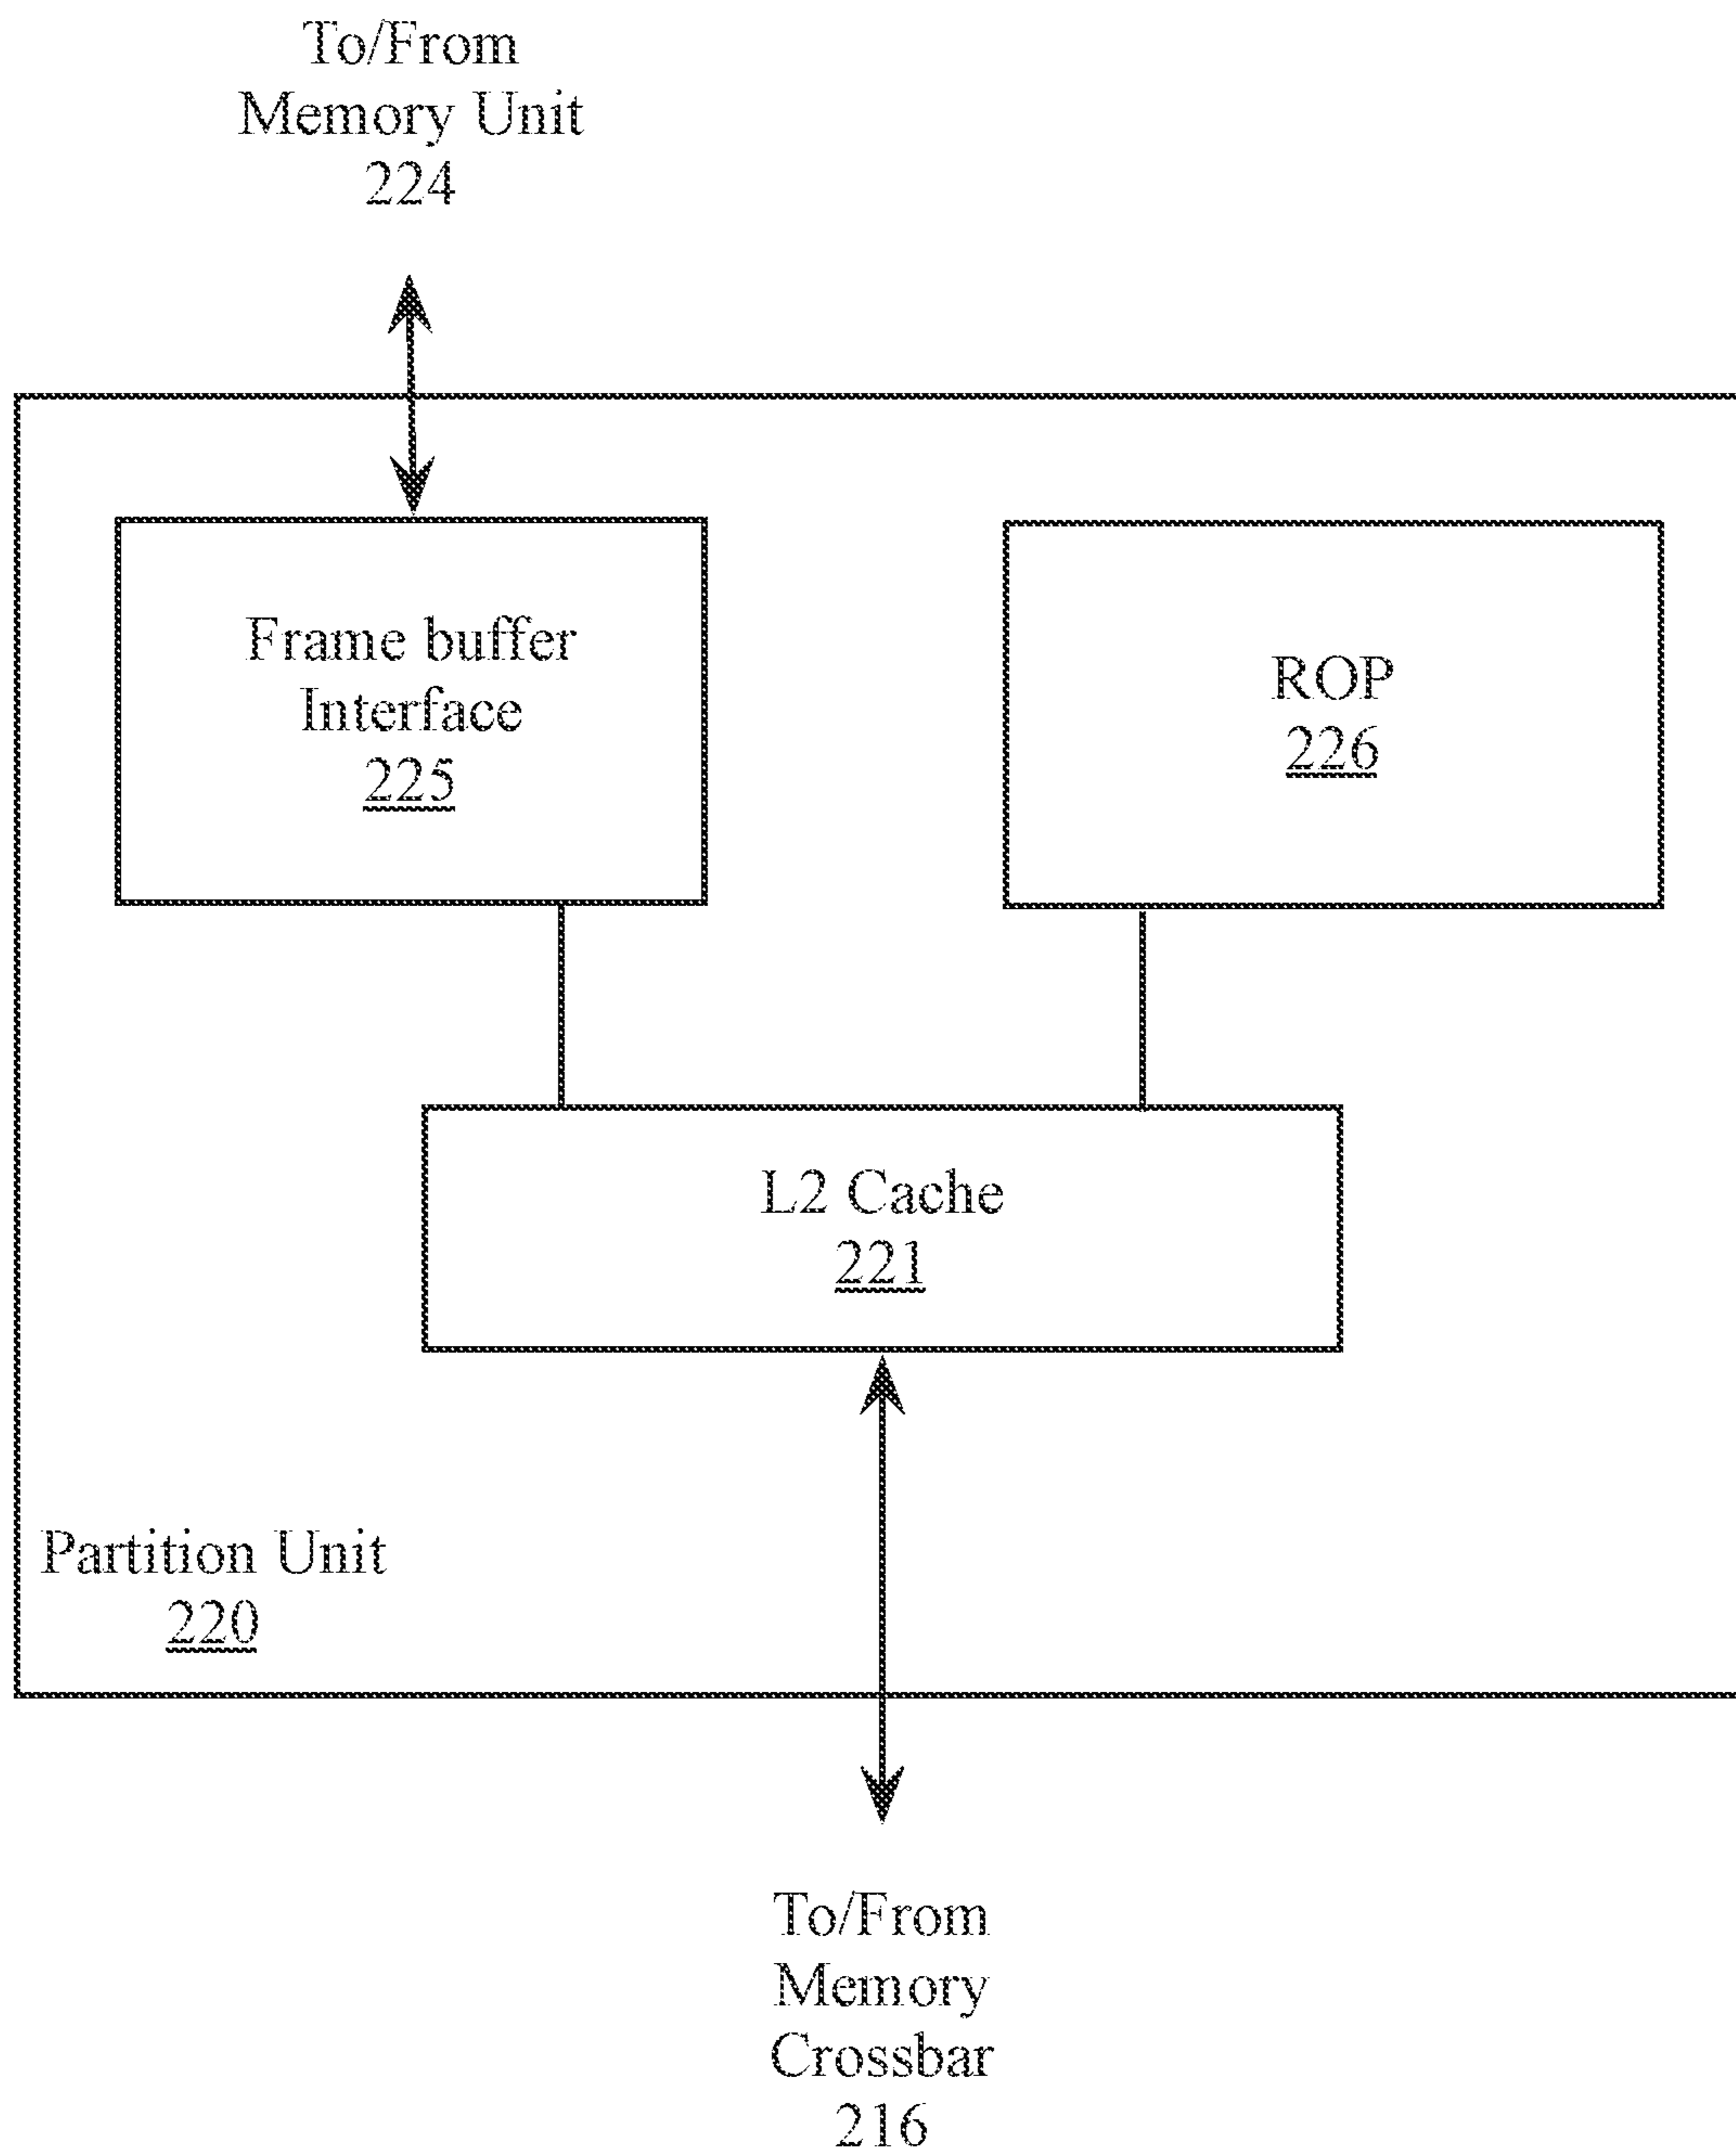 To/From
Memory Unit
224
Frame buffer
Interface
225
ROP
226
L2 Cache
221
Partition Unit
220
To/From
Memory
Crossbar
216